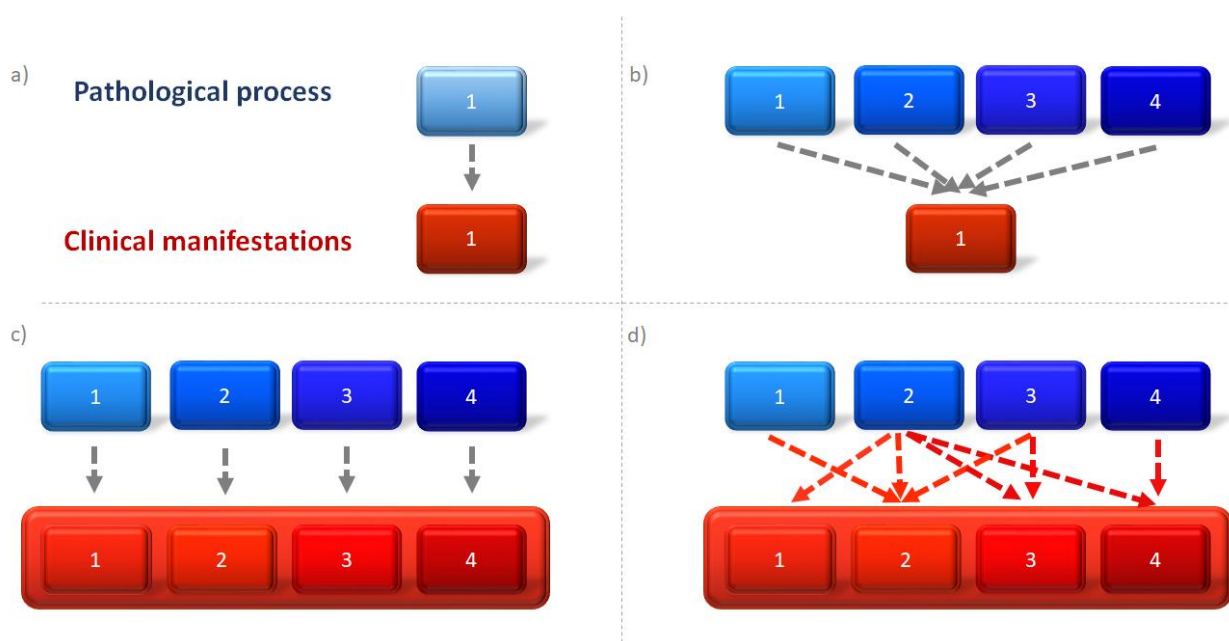 a)
Pathological process
1
Clinical manifestations
1
b)
1 2 3 4
1
c)
1 2 3 4
1 2 3 4
d)
1 2 3 4
1 2 3 4